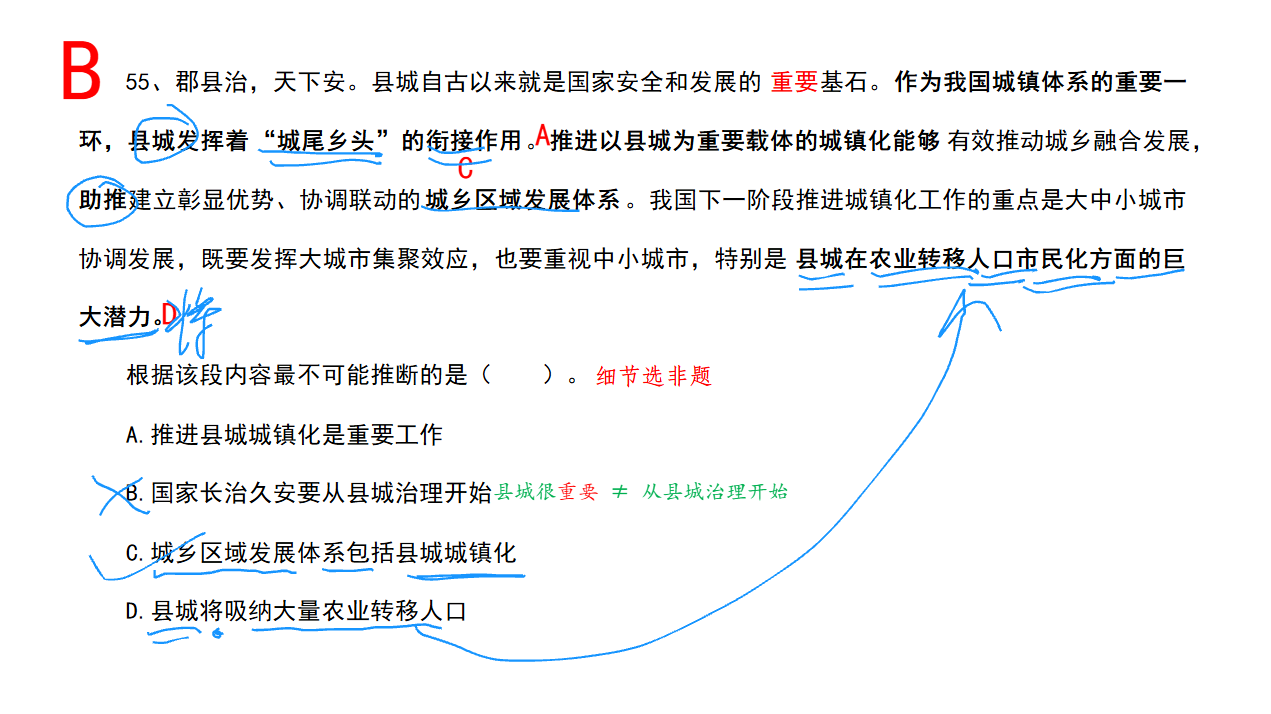 B
55、郡县治，天下安。县城自古以来就是国家安全和发展的 重要基石。作为我国城镇体系的重要一
环，县城发挥着“城尾乡头”的衔接作用。A推进以县城为重要载体的城镇化能够 有效推动城乡融合发展，
C
助推建立彰显优势、协调联动的城乡区域发展体系。我国下一阶段推进城镇化工作的重点是大中小城市
协调发展，既要发挥大城市集聚效应，也要重视中小城市，特别是 县城在农业转移人口市民化方面的巨
大潜力。D将
根据该段内容最不可能推断的是（  ）。 细节选非题
A.推进县城城镇化是重要工作
B.国家长治久安要从县城治理开始县城很重要 ≠ 从县城治理开始
C.城乡区域发展体系包括县城城镇化
D.县城将吸纳大量农业转移人口